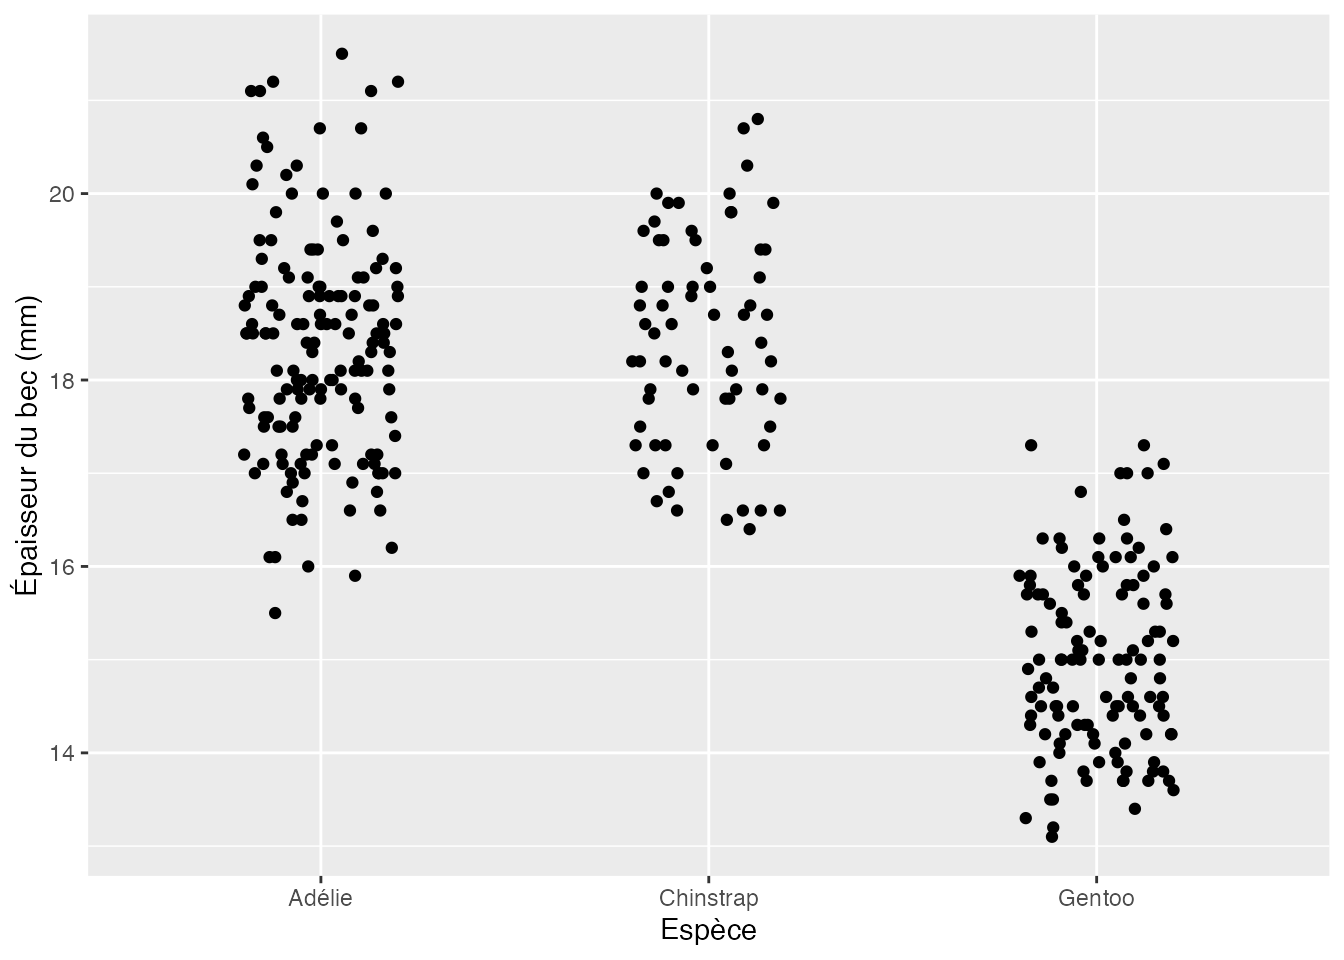 Épaisseur du bec (mm)
20
18
16
14
Adélie
Chinstrap
Gentoo
Espèce